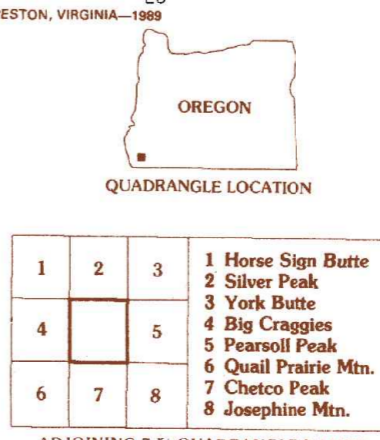 ESTON, VIRGINIA—1989
OREGON
QUADRANGLE LOCATION
1 2 3
4 5
6 7 8
1 Horse Sign Butte
2 Silver Peak
3 York Butte
4 Big Craggies
5 Pearsoll Peak
6 Quail Prairie Mtn.
7 Chetco Peak
8 Josephine Mtn.